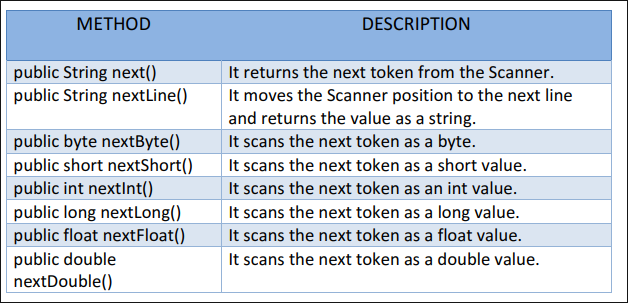 METHOD DESCRIPTION
public String next() It returns the next token from the Scanner.
public String nextLine() It moves the Scanner position to the next line
and returns the value as a string.
public byte nextByte() It scans the next token as a byte.
public short nextShort() It scans the next token as a short value.
public int nextInt() It scans the next token as an int value.
public long nextLong() It scans the next token as a long value.
public float nextFloat() It scans the next token as a float value.
public double It scans the next token as a double value.
nextDouble()